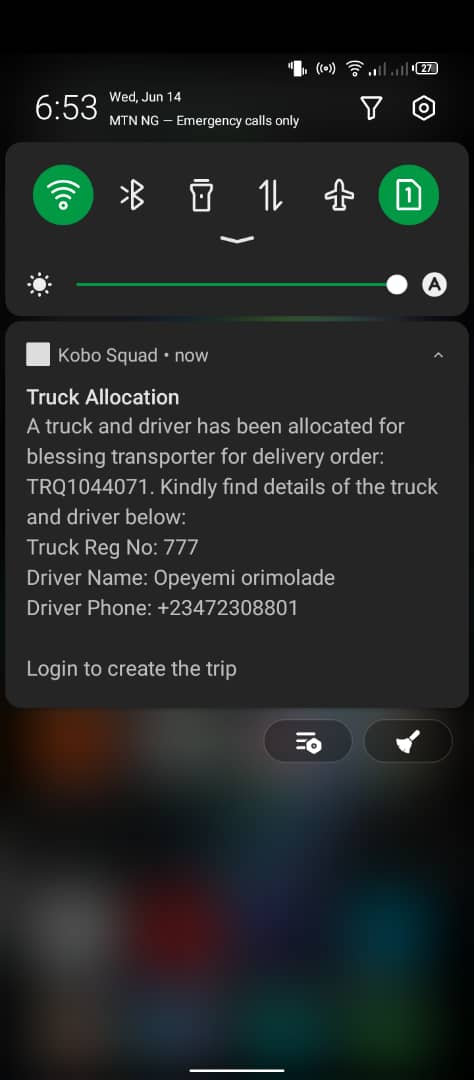 27
6:53
Wed, Jun 14
MTN NG — Emergency calls only
1
A
Kobo Squad • now
Truck Allocation
A truck and driver has been allocated for
blessing transporter for delivery order:
TRQ1044071. Kindly find details of the truck
and driver below:
Truck Reg No: 777
Driver Name: Opeyemi orimolade
Driver Phone: +23472308801
Login to create the trip